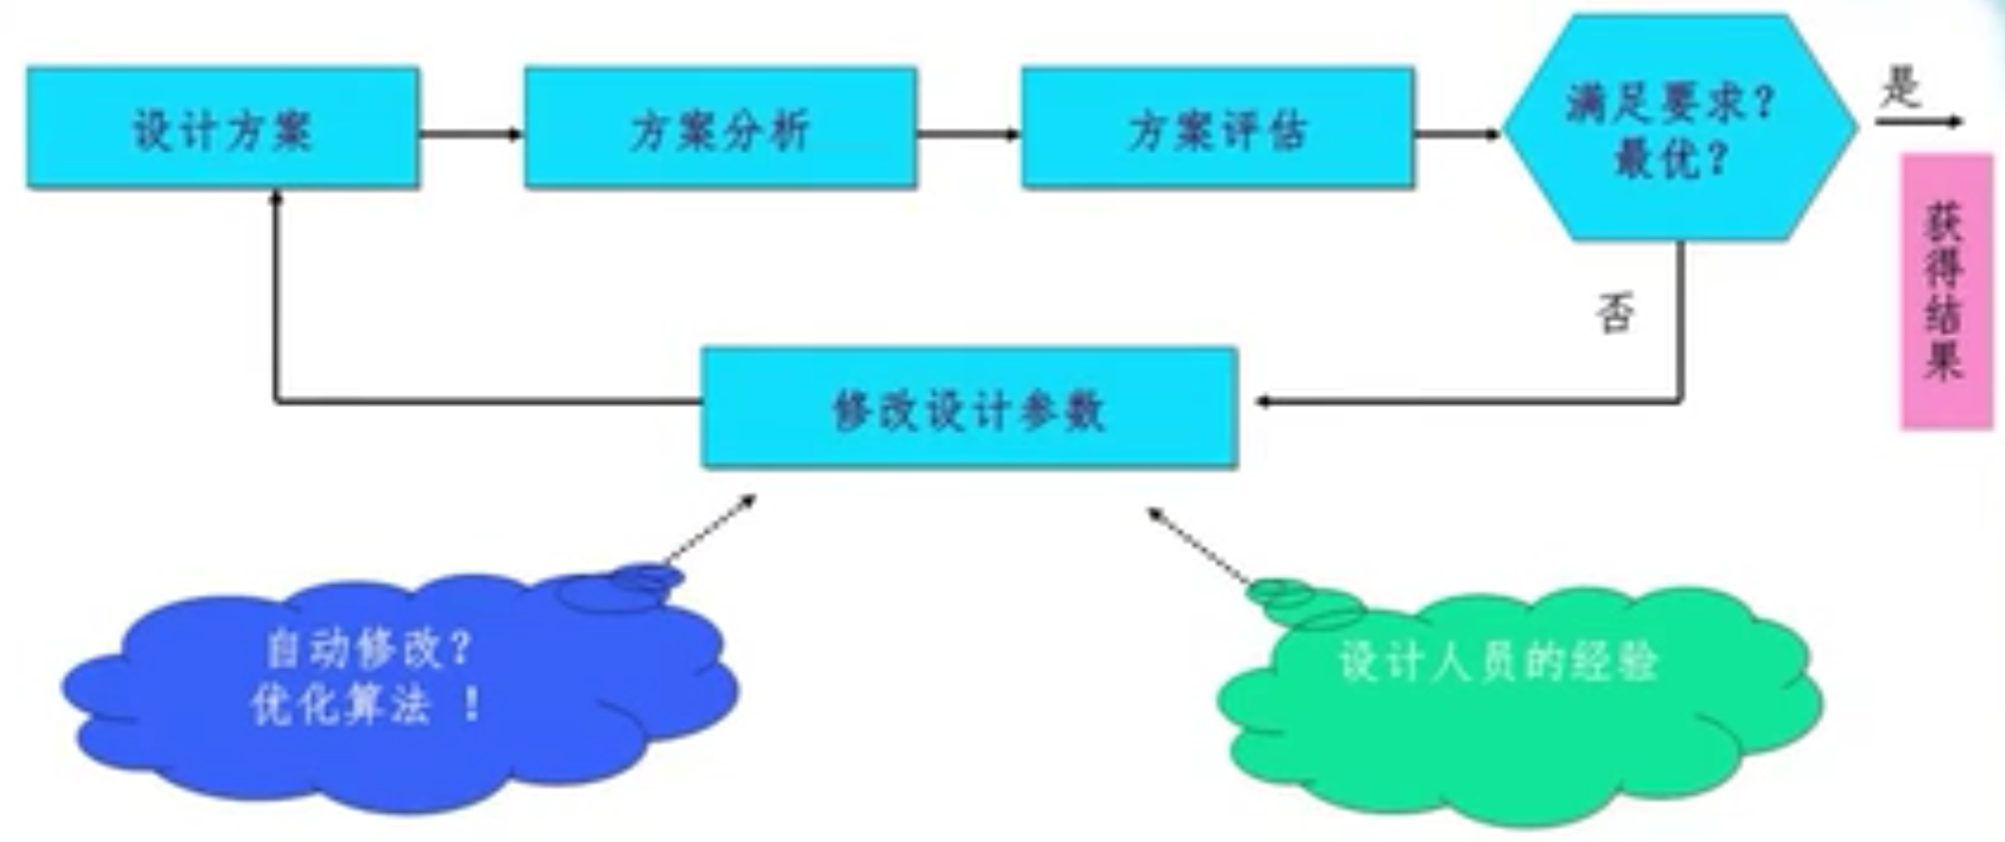 设计方案
方案分析
方案评估
满足要求?
最优?
是
获得结果
否
修改设计参数
自动修改?
优化算法 !
设计人员的经验